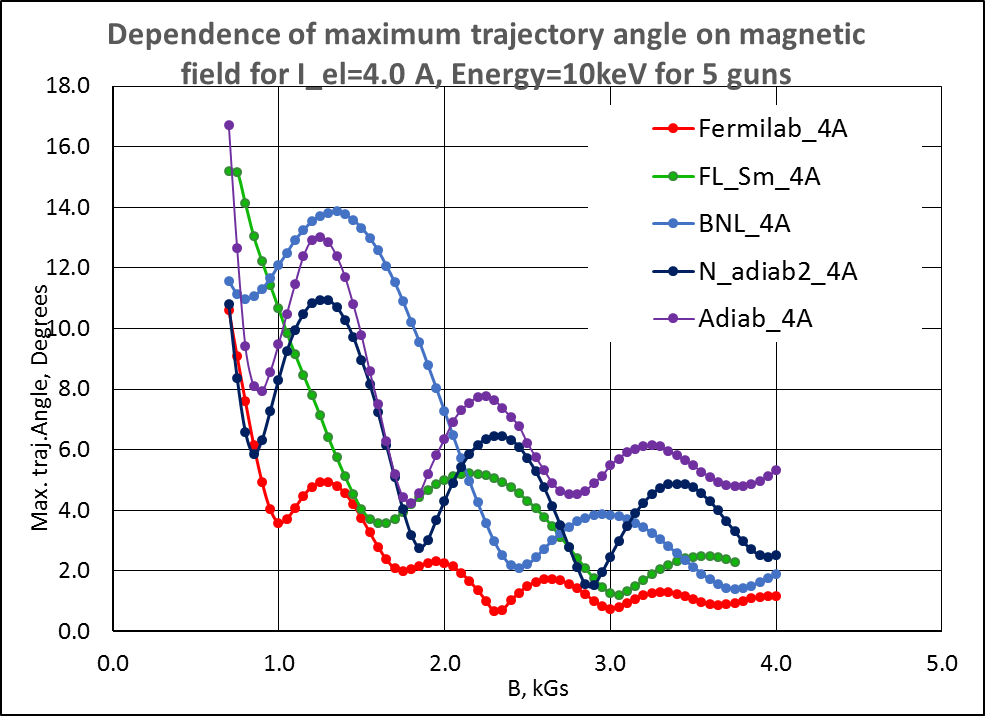 Dependence of maximum trajectory angle on magnetic
field for I_el=4.0 A, Energy=10keV for 5 guns
Max. traj.Angle, Degrees
18.0
16.0
14.0
12.0
10.0
8.0
6.0
4.0
2.0
0.0
Fermilab_4A
FL_Sm_4A
BNL_4A
N_adiab2_4A
Adiab_4A
0.0 1.0 2.0 3.0 4.0 5.0
B, kGs